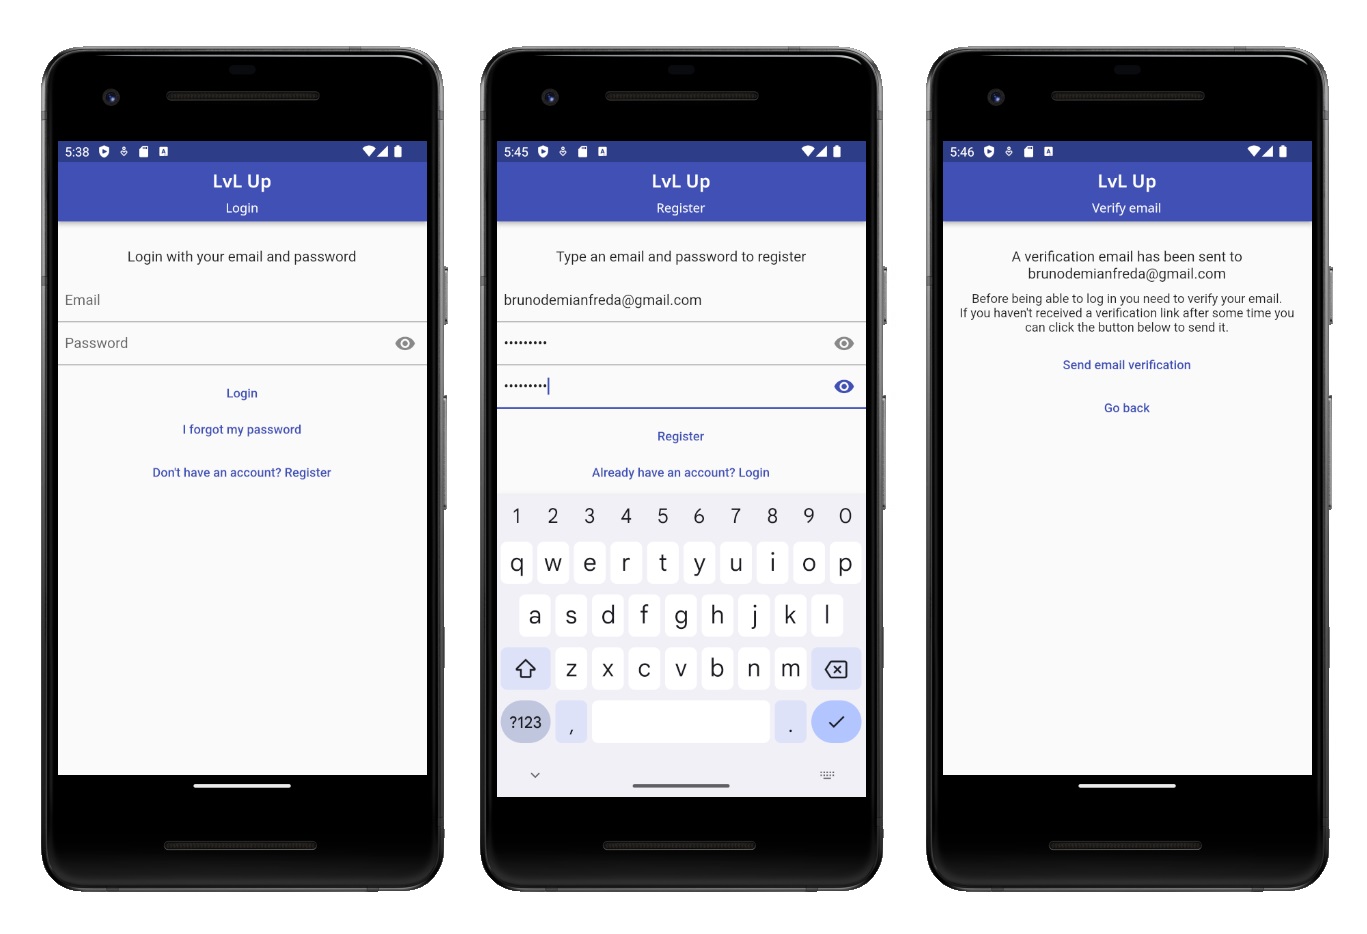 5:38
LvL Up
Login
Login with your email and password
Email
Password
Login
I forgot my password
Don't have an account? Register
5:45
LvL Up
Register
Type an email and password to register
brunodemianfreda@gmail.com
•••••••••
•••••••••
Register
Already have an account? Login
1 2 3 4 5 6 7 8 9 0
q w e r t y u i o p
a s d f g h j k l
z x c v b n m
?123 , .
5:46
LvL Up
Verify email
A verification email has been sent to
brunodemianfreda@gmail.com
Before being able to log in you need to verify your email.
If you haven't received a verification link after some time you
can click the button below to send it.
Send email verification
Go back